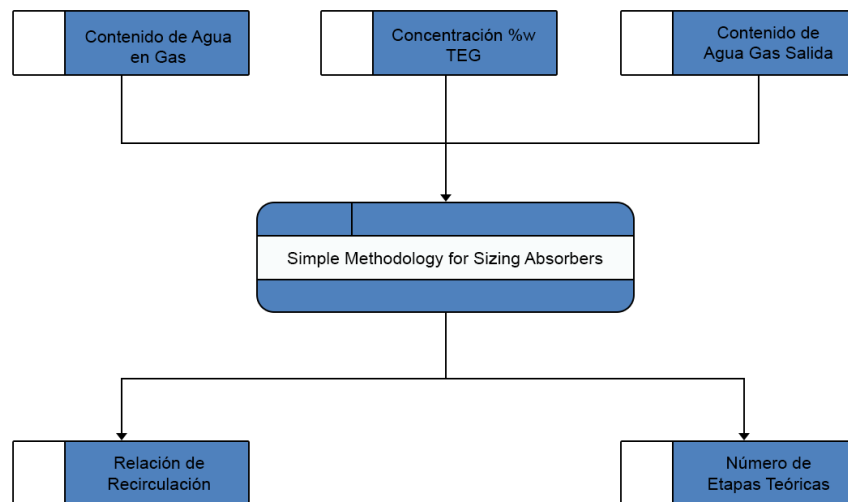 Contenido de Agua
en Gas
Concentración %w
TEG
Contenido de
Agua Gas Salida
Simple Methodology for Sizing Absorbers
Relación de
Recirculación
Número de
Etapas Teóricas